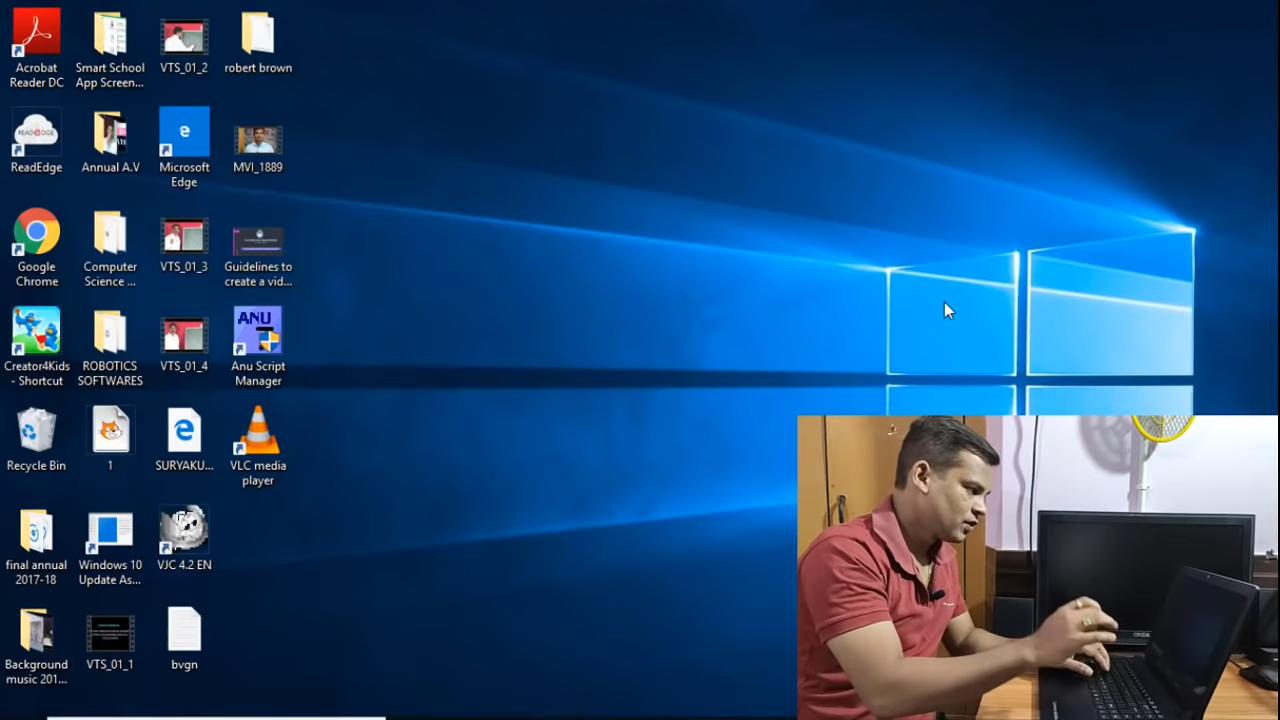 Acrobat
Reader DC
Smart School
App Screen...
VTS_01_2
robert brown
READEDGE
ReadEdge
Annual A.V
Microsoft
Edge
MVI_1889
Google
Chrome
Computer
Science ...
VTS_01_3
Guidelines to
create a vid...
Creator4Kids
- Shortcut
ROBOTICS
SOFTWARES
VTS_01_4
ANU
Anu Script
Manager
Recycle Bin
1
SURYAKU...
VLC media
player
final annual
2017-18
Windows 10
Update As...
VJC 4.2 EN
Background
music 201...
VTS_01_1
bvgn